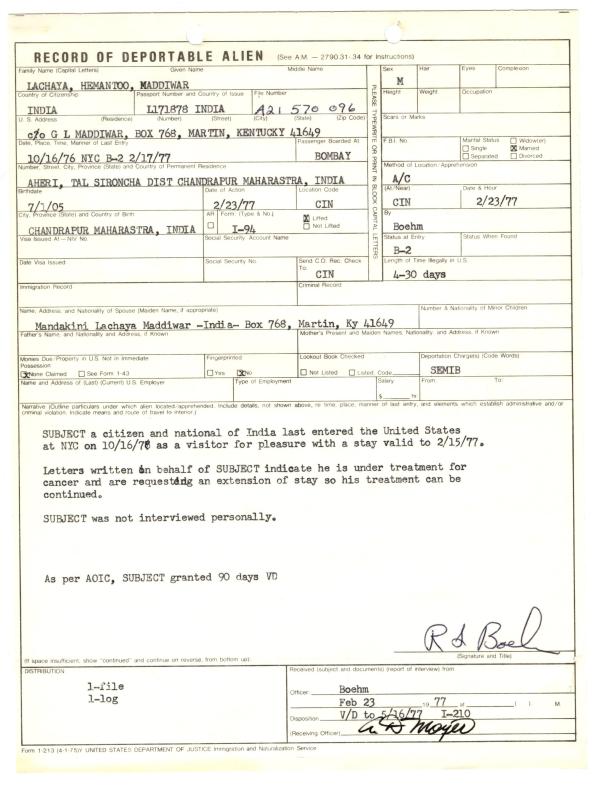 RECORD OF DEPORTABLE ALIEN (See A.M. — 2790.31-34 for Instructions)
Family Name (Capital Letters) Given Name Middle Name
LACHAYA, HEMANTOO, MADDIWAR
Sex Hair Eyes Complexion
M
Country of Citizenship Passport Number and Country of Issue File Number
INDIA L171878 INDIA A21 570 096
Height Weight Occupation
U. S. Address (Residence) (Number) (Street) (City) (State) (Zip Code)
c/o G L MADDIWAR, BOX 768, MARTIN, KENTUCKY 41649
Scars or Marks
Date, Place, Time, Manner of Last Entry Passenger Boarded At
10/16/76 NYC B-2 2/17/77 BOMBAY
F.B.I. No. Marital Status
Single Married Widow(er)
Separated Divorced
Number, Street, City, Province (State) and Country of Permanent Residence
AHERI, TAL SIRONCHA DIST CHANDRAPUR MAHARASTRA, INDIA
Method of Location/Apprehension
A/C
Birthdate Date of Action Location Code
7/1/05 2/23/77 CIN
(At/Near) Date & Hour
CIN 2/23/77
City, Province (State) and Country of Birth AR Form: (Type & No.) Lifted
CHANDRAPUR MAHARASTRA, INDIA I-94 Not Lifted
By
Boehm
Visa Issued At — NIV No. Social Security Account Name
Status at Entry Status When Found
B-2
Date Visa Issued Social Security No. Send C.O. Rec. Check To:
CIN
Length of Time Illegally in U.S.
4-30 days
PLEASE TYPEWRITE OR PRINT IN BLOCK CAPITAL LETTERS
Immigration Record Criminal Record
Name, Address, and Nationality of Spouse (Maiden Name, if appropriate) Number & Nationality of Minor Children
Mandakini Lachaya Maddiwar -India- Box 768, Martin, Ky 41649
Father's Name, and Nationality and Address, if Known Mother's Present and Maiden Names, Nationality, and Address, if Known
Monies Due/Property in U.S. Not in Immediate Possession Fingerprinted Lookout Book Checked Deportation Charge(s) (Code Words)
None Claimed See Form I-43 Yes No Not Listed Listed Code SEMIB
Name and Address of (Last) (Current) U.S. Employer Type of Employment Salary From: To:
$ hr
Narrative (Outline particulars under which alien located/apprehended. Include details, not shown above, re time, place, manner of last entry, and elements which establish administrative and/or
criminal violation. Indicate means and route of travel to interior.)
SUBJECT a citizen and national of India last entered the United States
at NYC on 10/16/76 as a visitor for pleasure with a stay valid to 2/15/77.
Letters written on behalf of SUBJECT indicate he is under treatment for
cancer and are requesting an extension of stay so his treatment can be
continued.
SUBJECT was not interviewed personally.
As per AOIC, SUBJECT granted 90 days VD
(Signature and Title)
(If space insufficient, show "continued" and continue on reverse, from bottom up)
DISTRIBUTION
1-file
1-log
Received (subject and documents) (report of interview) from
Officer: Boehm
Feb 23 19 77 at ( ) M.
Disposition V/D to 5/16/77 I-210
(Receiving Officer)
Form I-213 (4-1-75)Y UNITED STATES DEPARTMENT OF JUSTICE Immigration and Naturalization Service